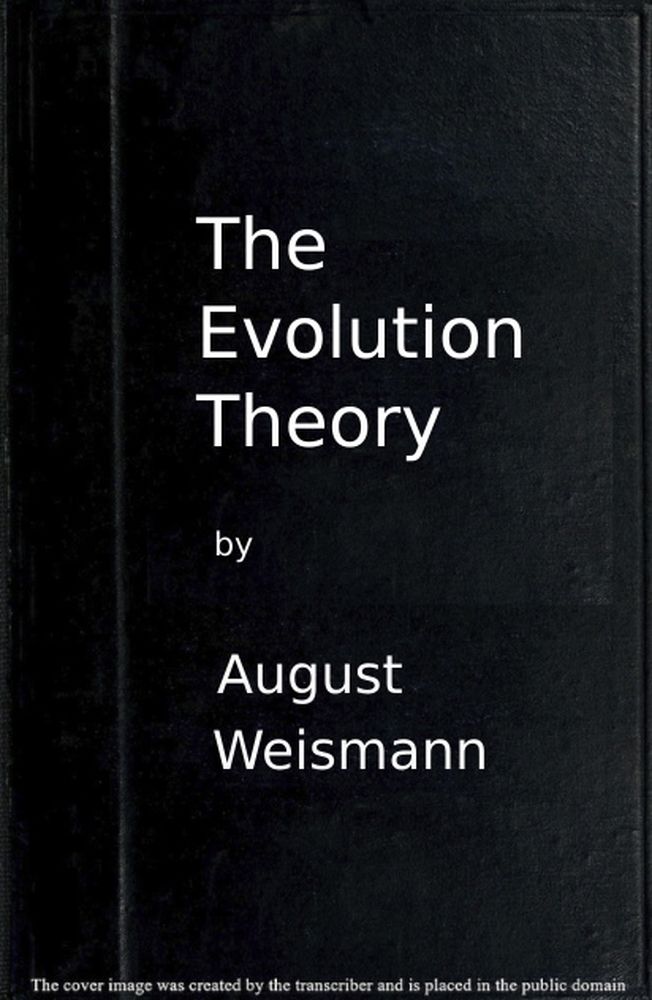 The
Evolution
Theory
by
August
Weismann
The cover image was created by the transcriber and is placed in the public domain